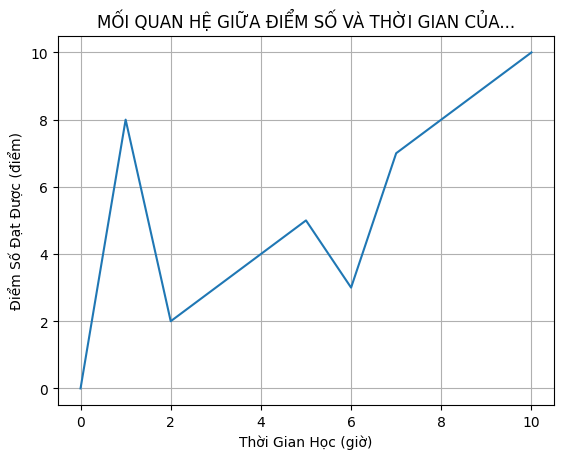 MỐI QUAN HỆ GIỮA ĐIỂM SỐ VÀ THỜI GIAN CỦA...
Điểm Số Đạt Được (điểm)
10
8
6
4
2
0
0 2 4 6 8 10
Thời Gian Học (giờ)